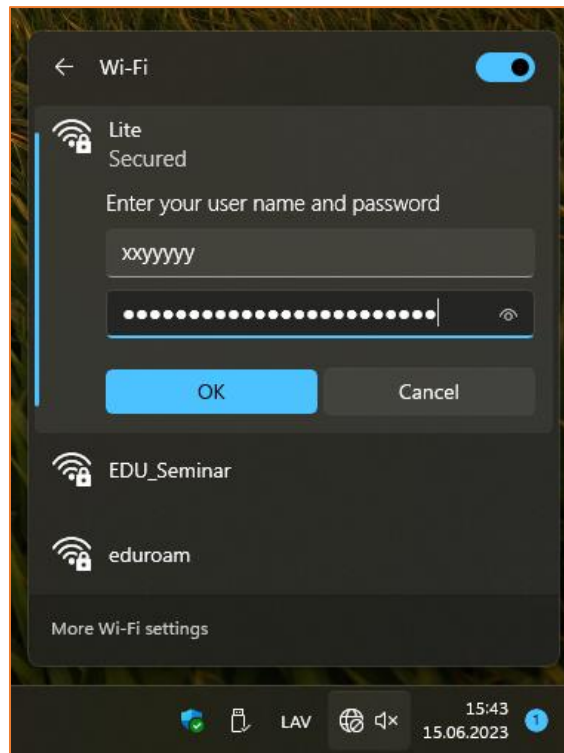 Wi-Fi
Lite
Secured
Enter your user name and password
xxyyyyy
●●●●●●●●●●●●●●●●●●●●●●●●
OK
Cancel
EDU_Seminar
eduroam
More Wi-Fi settings
LAV
15:43
15.06.2023
1